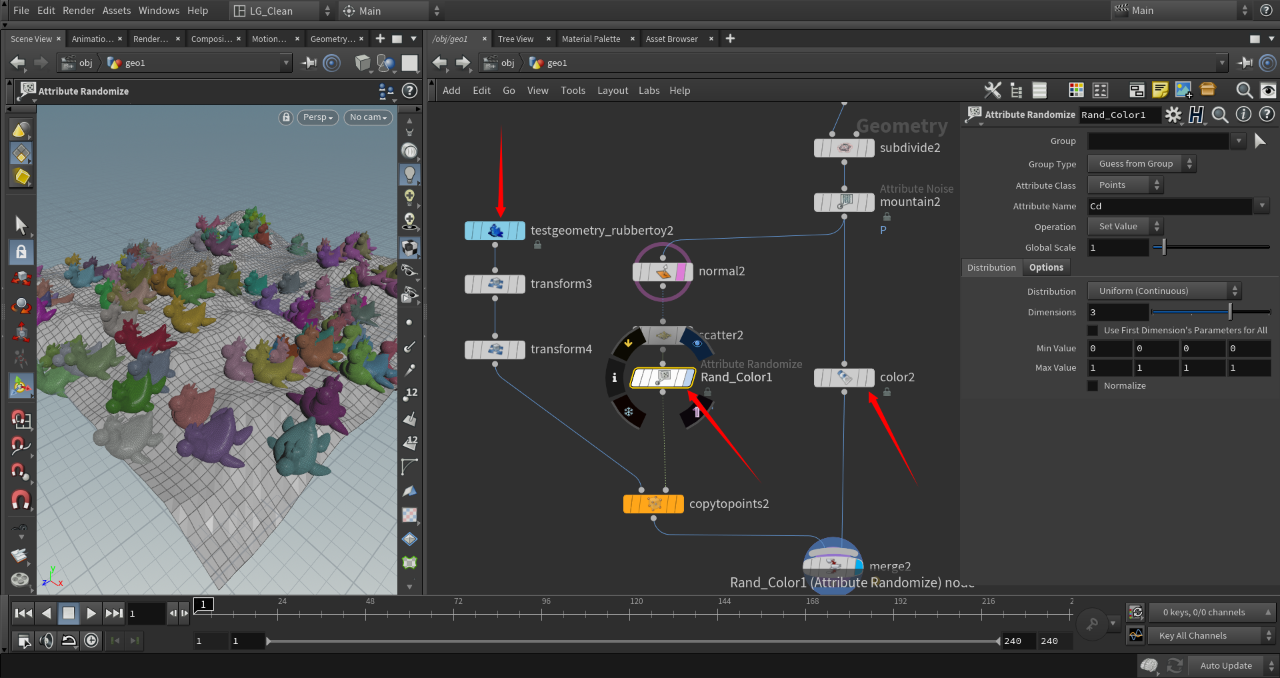 File Edit Render Assets Windows Help LG_Clean Main Main
Scene View Animatio... Render... Composi... Motion... Geometry... /obj/geo1 Tree View Material Palette Asset Browser
obj geo1 obj geo1
Attribute Randomize
Add Edit Go View Tools Layout Labs Help
Persp No cam
12
12
Geometry
subdivide2
Attribute Noise
mountain2
P
testgeometry_rubbertoy2
normal2
transform3
scatter2
transform4
Attribute Randomize
Rand_Color1
color2
copytopoints2
merge2
Rand_Color1 (Attribute Randomize) node
Attribute Randomize Rand_Color1
Group
Group Type Guess from Group
Attribute Class Points
Attribute Name Cd
Operation Set Value
Global Scale 1
Distribution Options
Distribution Uniform (Continuous)
Dimensions 3
Use First Dimension's Parameters for All
Min Value 0 0 0 0
Max Value 1 1 1 1
Normalize
y
z x
1 1 24 48 72 96 120 144 168 192 216 2
0 keys, 0/0 channels
1 1 240 240 Key All Channels
Auto Update